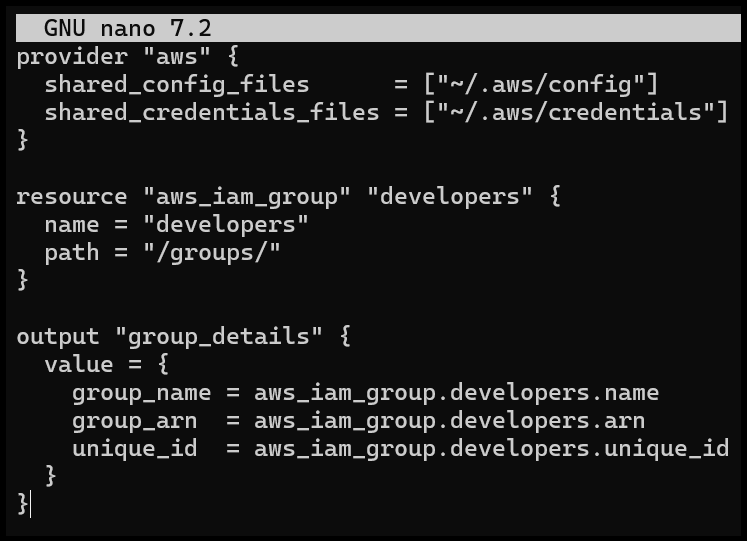 GNU nano 7.2
provider "aws" {
  shared_config_files      = ["~/.aws/config"]
  shared_credentials_files = ["~/.aws/credentials"]
}

resource "aws_iam_group" "developers" {
  name = "developers"
  path = "/groups/"
}

output "group_details" {
  value = {
    group_name = aws_iam_group.developers.name
    group_arn  = aws_iam_group.developers.arn
    unique_id  = aws_iam_group.developers.unique_id
  }
}